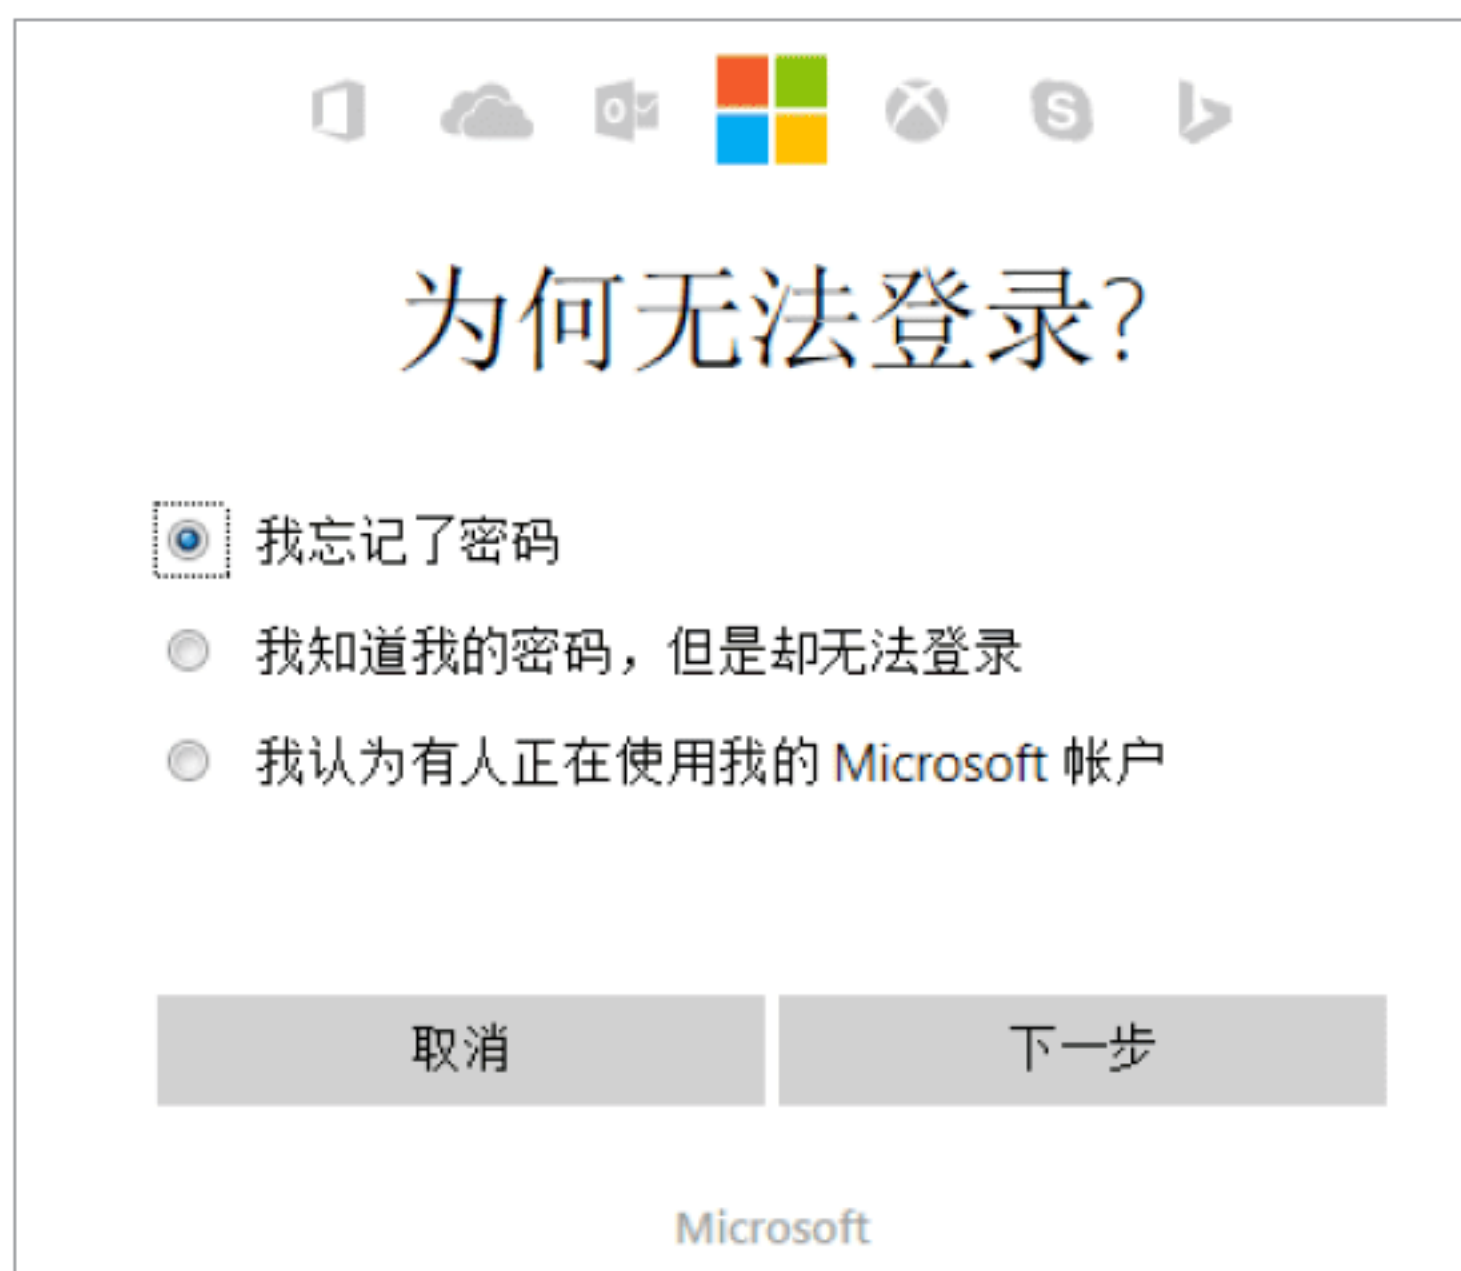 为何无法登录?
我忘记了密码
我知道我的密码，但是却无法登录
我认为有人正在使用我的 Microsoft 帐户
取消
下一步
Microsoft